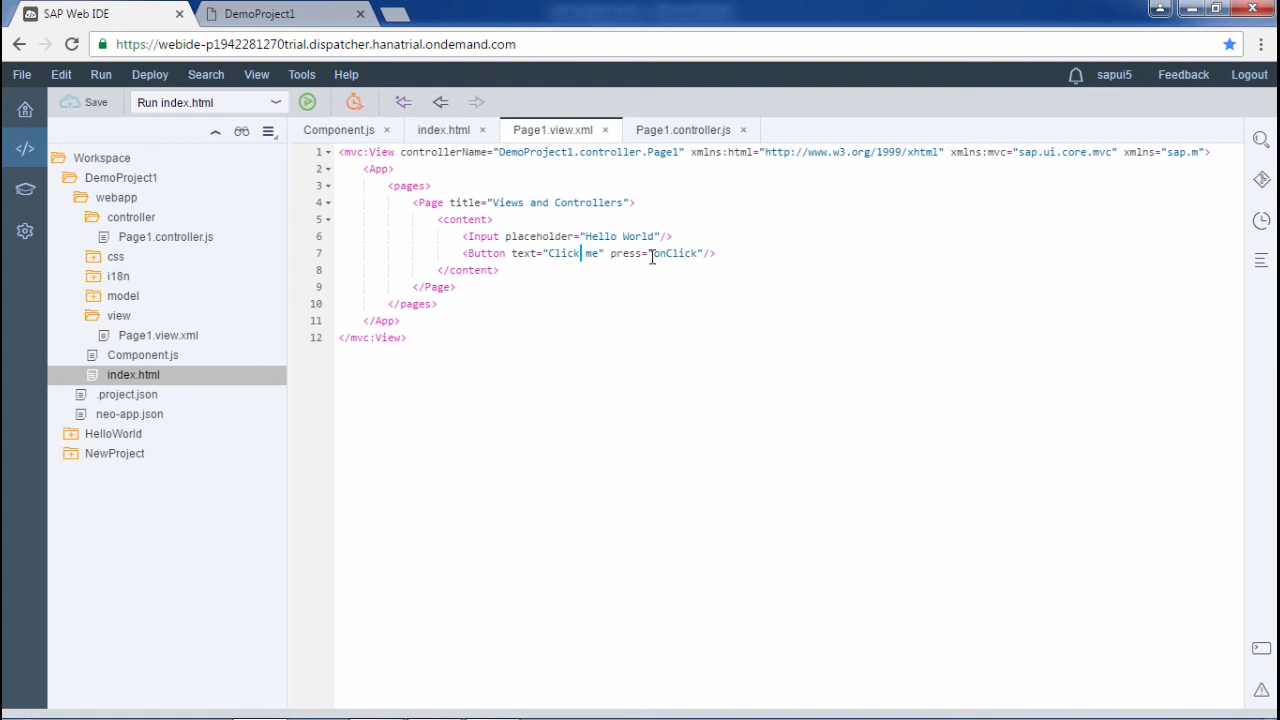 SAP Web IDE
DemoProject1
https://webide-p1942281270trial.dispatcher.hanatrial.ondemand.com
File Edit Run Deploy Search View Tools Help sapui5 Feedback Logout
Save Run index.html
Component.js index.html Page1.view.xml Page1.controller.js
Workspace
DemoProject1
webapp
controller
Page1.controller.js
css
i18n
model
view
Page1.view.xml
Component.js
index.html
.project.json
neo-app.json
HelloWorld
NewProject
1 <mvc:View controllerName="DemoProject1.controller.Page1" xmlns:html="http://www.w3.org/1999/xhtml" xmlns:mvc="sap.ui.core.mvc" xmlns="sap.m">
2 <App>
3 <pages>
4 <Page title="Views and Controllers">
5 <content>
6 <Input placeholder="Hello World"/>
7 <Button text="Click me" press="onClick"/>
8 </content>
9 </Page>
10 </pages>
11 </App>
12 </mvc:View>